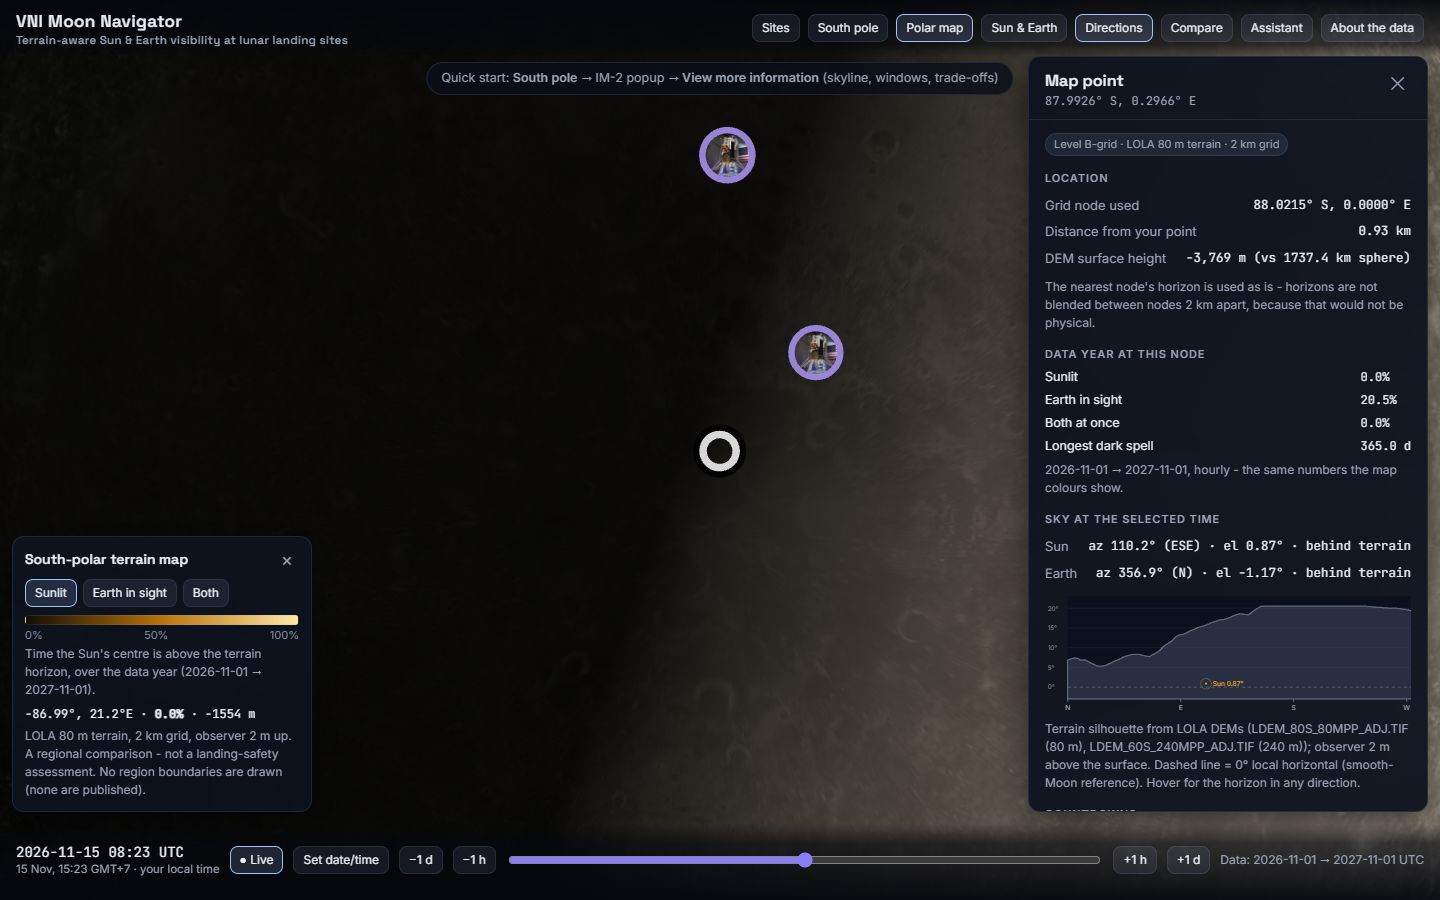 VNI Moon Navigator
Terrain-aware Sun & Earth visibility at lunar landing sites
Sites
South pole
Polar map
Sun & Earth
Directions
Compare
Assistant
About the data
Quick start: South pole → IM-2 popup → View more information (skyline, windows, trade-offs)
Map point
87.9926° S, 0.2966° E
Level B-grid · LOLA 80 m terrain · 2 km grid
LOCATION
Grid node used 88.0215° S, 0.0000° E
Distance from your point 0.93 km
DEM surface height -3,769 m (vs 1737.4 km sphere)
The nearest node's horizon is used as is - horizons are not
blended between nodes 2 km apart, because that would not be
physical.
DATA YEAR AT THIS NODE
Sunlit 0.0%
Earth in sight 20.5%
Both at once 0.0%
Longest dark spell 365.0 d
2026-11-01 → 2027-11-01, hourly - the same numbers the map
colours show.
SKY AT THE SELECTED TIME
Sun az 110.2° (ESE) · el 0.87° · behind terrain
Earth az 356.9° (N) · el -1.17° · behind terrain
20°
15°
10°
5°
0°
Sun 0.87°
N E S W
Terrain silhouette from LOLA DEMs (LDEM_80S_80MPP_ADJ.TIF
(80 m), LDEM_60S_240MPP_ADJ.TIF (240 m)); observer 2 m
above the surface. Dashed line = 0° local horizontal (smooth-
Moon reference). Hover for the horizon in any direction.
South-polar terrain map
Sunlit
Earth in sight
Both
0% 50% 100%
Time the Sun's centre is above the terrain
horizon, over the data year (2026-11-01 →
2027-11-01).
-86.99°, 21.2°E · 0.0% · -1554 m
LOLA 80 m terrain, 2 km grid, observer 2 m up.
A regional comparison - not a landing-safety
assessment. No region boundaries are drawn
(none are published).
2026-11-15 08:23 UTC
15 Nov, 15:23 GMT+7 · your local time
● Live
Set date/time
−1 d
−1 h
+1 h
+1 d
Data: 2026-11-01 → 2027-11-01 UTC